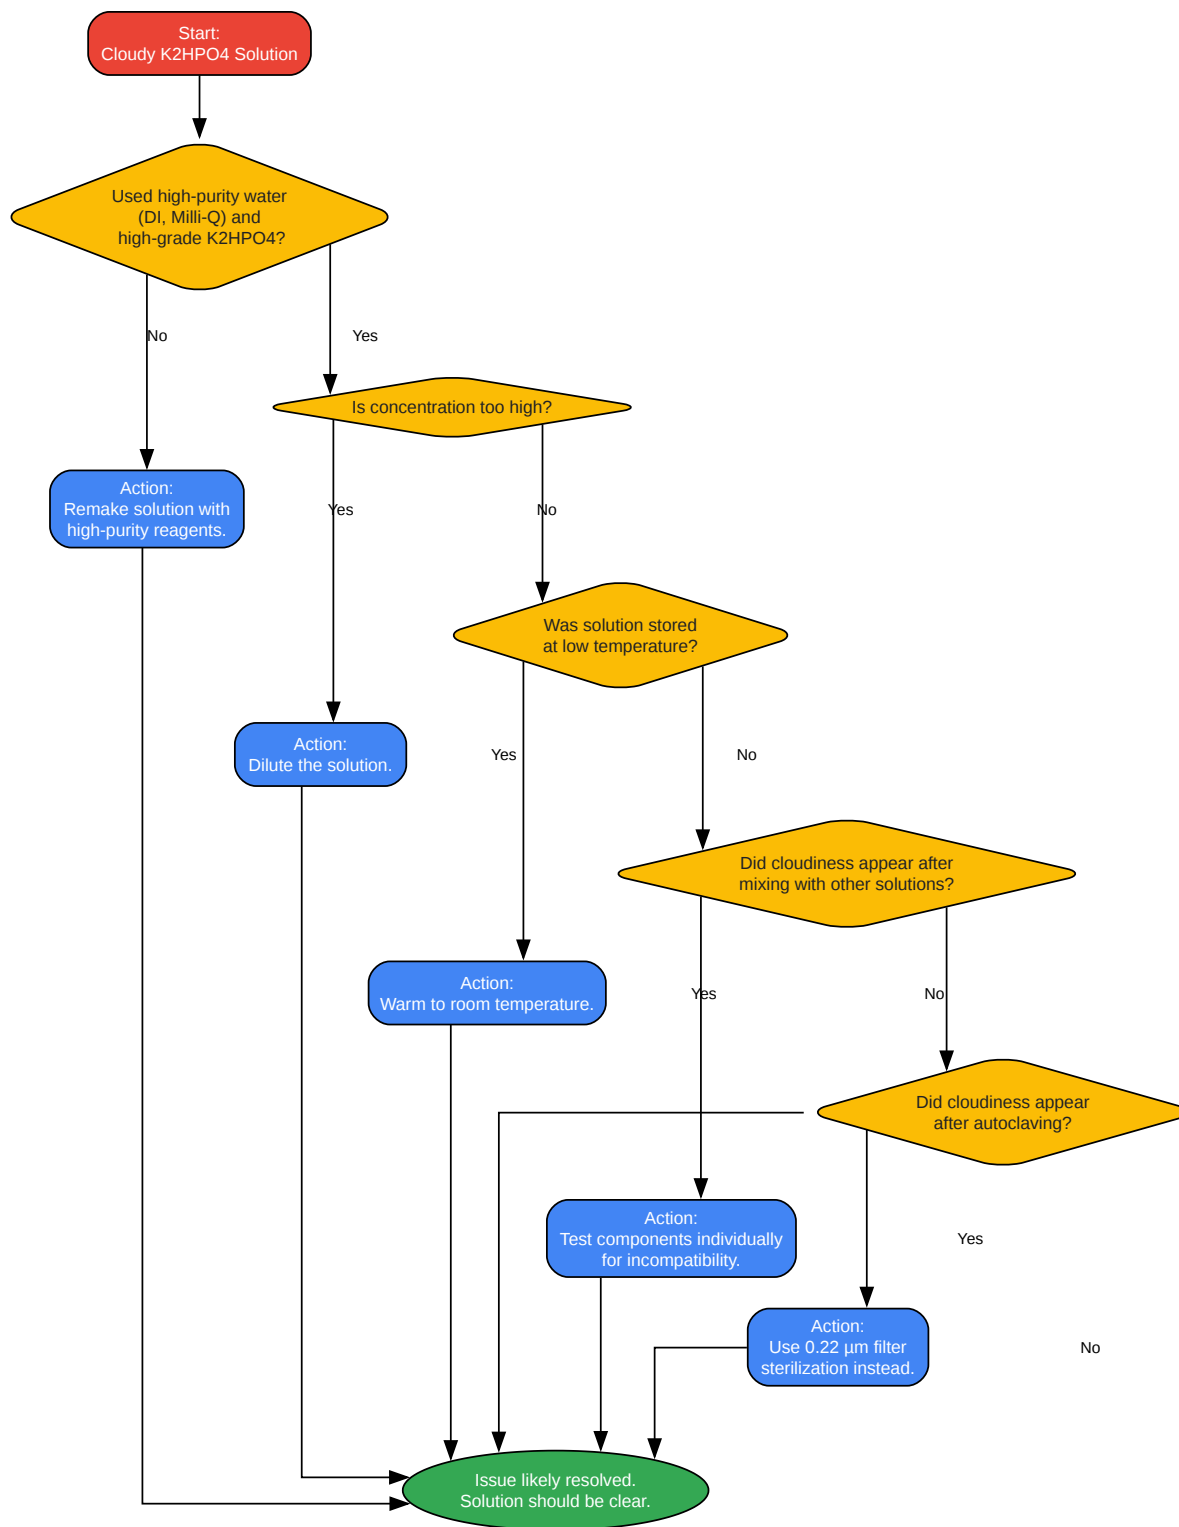 Start:
Cloudy K2HPO4 Solution
Used high-purity water
(DI, Milli-Q) and
high-grade K2HPO4?
No
Yes
Is concentration too high?
Action:
Remake solution with
high-purity reagents.
Yes
No
Was solution stored
at low temperature?
Action:
Dilute the solution.
Yes
No
Did cloudiness appear after
mixing with other solutions?
Action:
Warm to room temperature.
Yes
No
Did cloudiness appear
after autoclaving?
Action:
Test components individually
for incompatibility.
Yes
Action:
Use 0.22 µm filter
sterilization instead.
No
Issue likely resolved.
Solution should be clear.